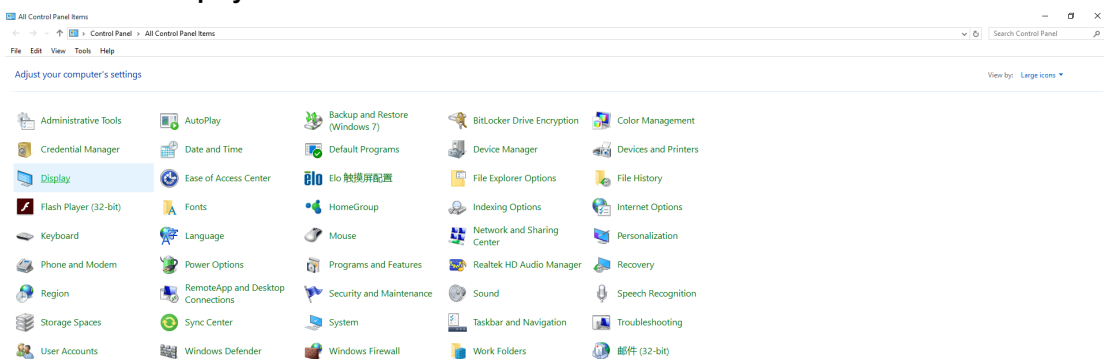 All Control Panel Items
Control Panel > All Control Panel Items
Search Control Panel
File Edit View Tools Help
Adjust your computer's settings
View by: Large icons
Administrative Tools
AutoPlay
Backup and Restore
(Windows 7)
BitLocker Drive Encryption
Color Management
Credential Manager
Date and Time
Default Programs
Device Manager
Devices and Printers
Display
Ease of Access Center
elo Elo 触摸屏配置
File Explorer Options
File History
Flash Player (32-bit)
Fonts
HomeGroup
Indexing Options
Internet Options
Keyboard
Language
Mouse
Network and Sharing
Center
Personalization
Phone and Modem
Power Options
Programs and Features
Realtek HD Audio Manager
Recovery
Region
RemoteApp and Desktop
Connections
Security and Maintenance
Sound
Speech Recognition
Storage Spaces
Sync Center
System
Taskbar and Navigation
Troubleshooting
User Accounts
Windows Defender
Windows Firewall
Work Folders
邮件 (32-bit)